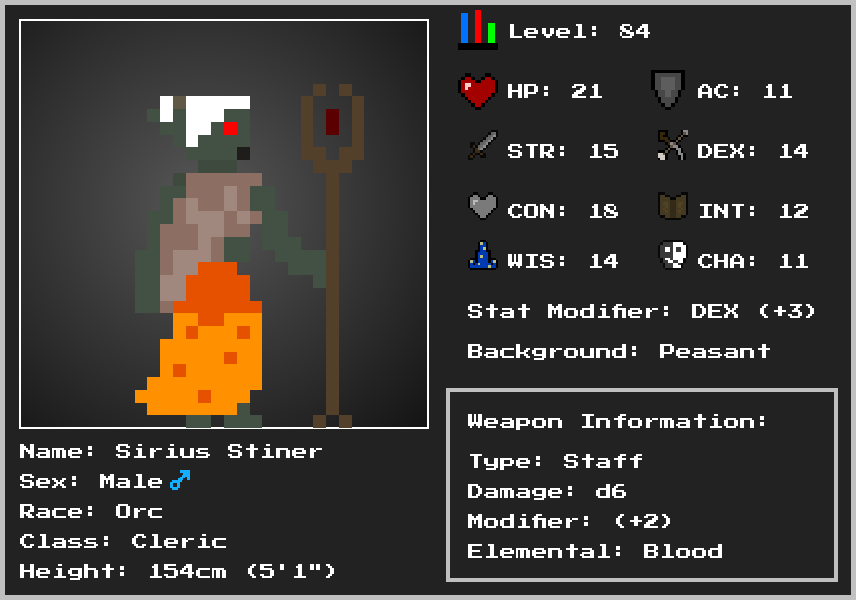 Level: 84
HP: 21
AC: 11
STR: 15
DEX: 14
CON: 18
INT: 12
WIS: 14
CHA: 11
Stat Modifier: DEX (+3)
Background: Peasant
Weapon Information:
Type: Staff
Damage: d6
Modifier: (+2)
Elemental: Blood
Name: Sirius Stiner
Sex: Male♂
Race: Orc
Class: Cleric
Height: 154cm (5'1")